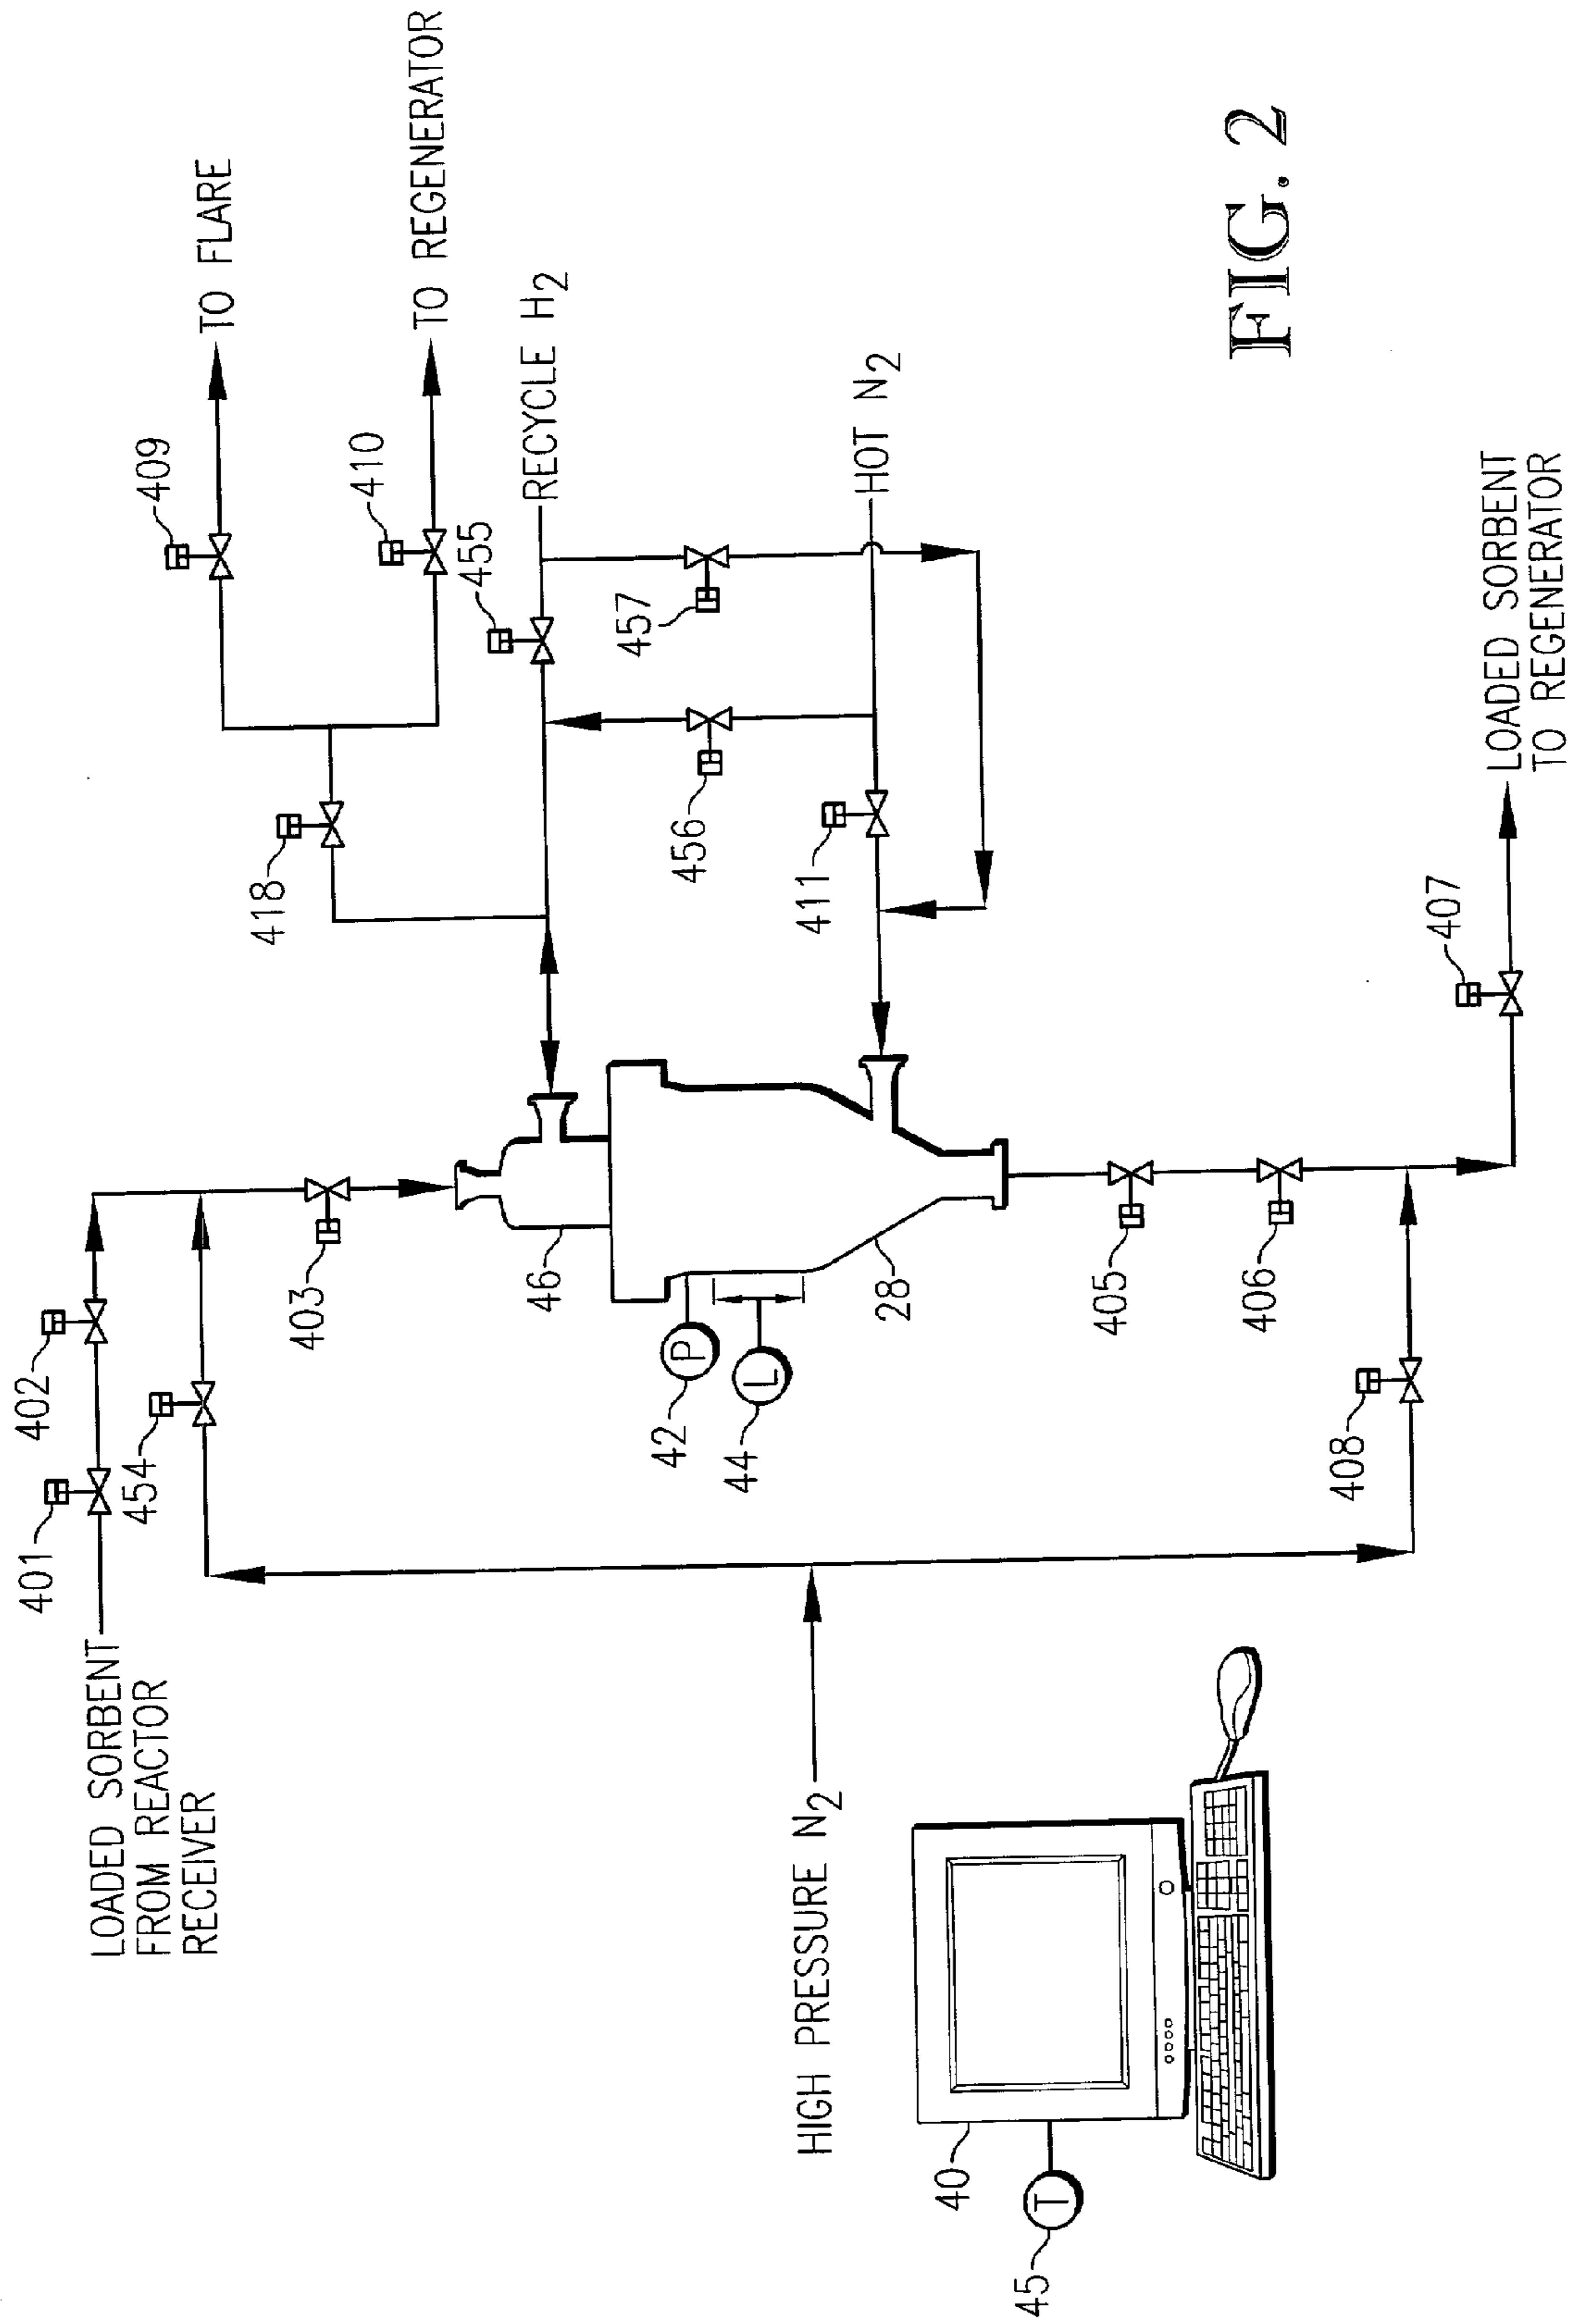 TO FLARE
409
TO REGENERATOR
410
418
RECYCLE H2
455
457
456
HOT N2
411
LOADED SORBENT
FROM REACTOR
RECEIVER
401
402
454
403
46
42
P
44
L
28
405
406
408
407
LOADED SORBENT
TO REGENERATOR
HIGH PRESSURE N2
40
45
T
FIG. 2